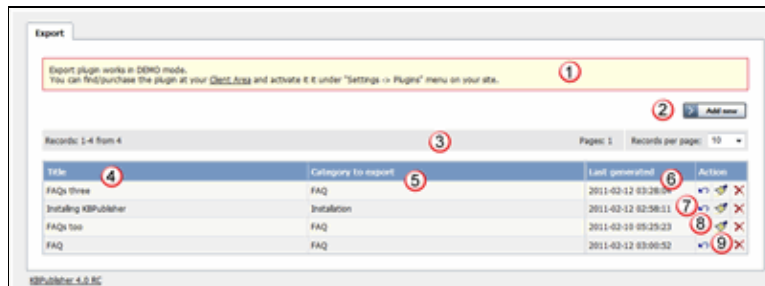 Export
Export plugin works in DEMO mode.
You can find/purchase the plugin at your Client Area and activate it it under "Settings -> Plugins" menu on your site.
1
2 Add new
Records: 1-4 from 4 3 Pages: 1 Records per page: 10
Title 4 Category to export 5 Last generated 6 Action
FAQs three FAQ 2011-02-12 03:28:04
Instaling KBPublisher Instalation 2011-02-12 02:58:11 7
FAQs too FAQ 2011-02-10 05:25:23 8
FAQ FAQ 2011-02-12 03:00:52 9
KBPublisher 4.0 RC